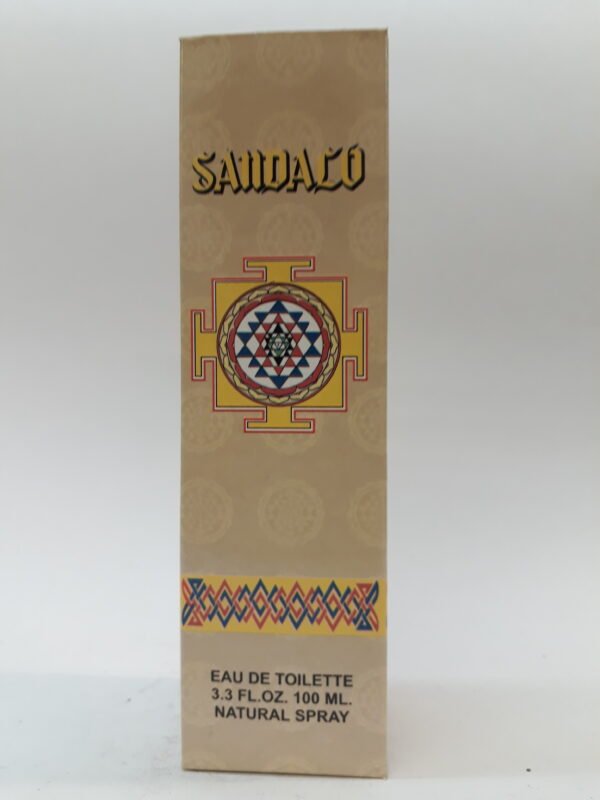 SANDALO
EAU DE TOILETTE
3.3 FL.OZ. 100 ML.
NATURAL SPRAY